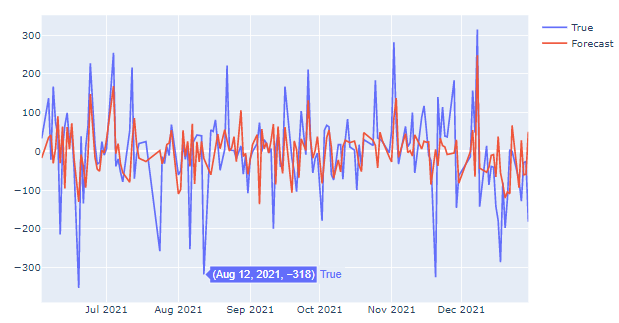 300
200
100
0
−100
−200
−300
Jul 2021
Aug 2021
Sep 2021
Oct 2021
Nov 2021
Dec 2021
(Aug 12, 2021, −318) True
True
Forecast